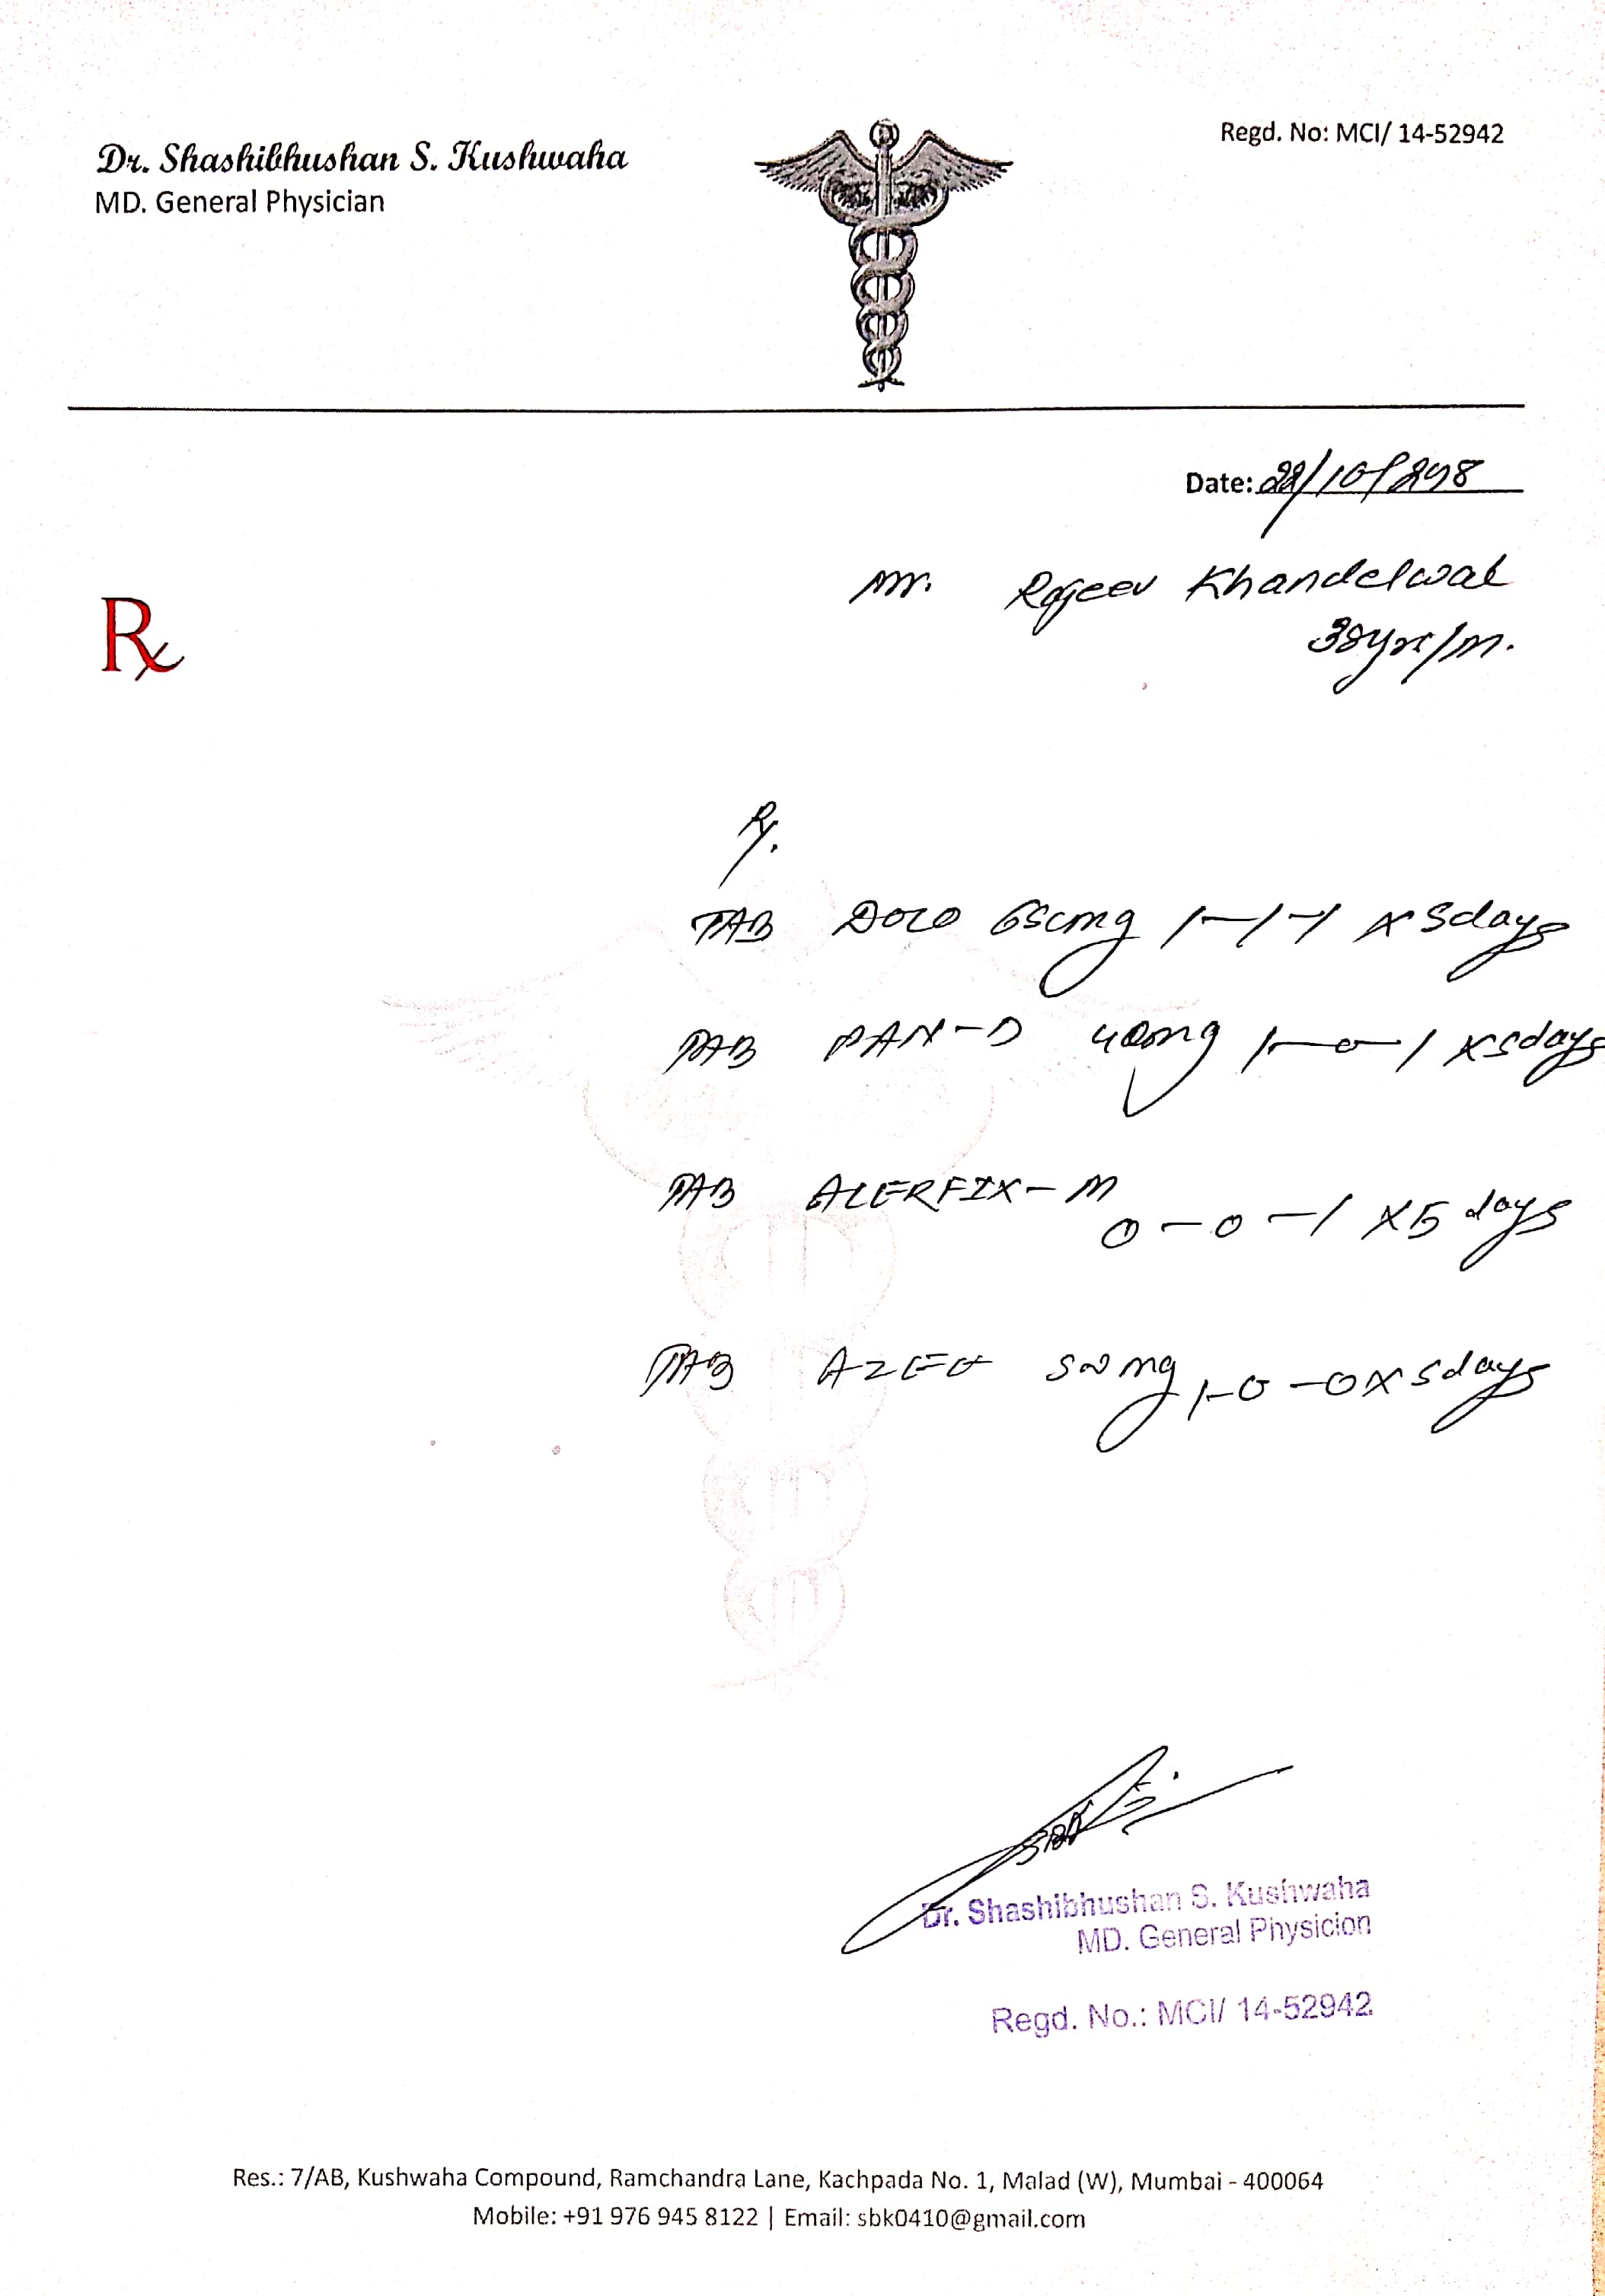 Dr. Shashibhushan S. Kushwaha
MD. General Physician
Regd. No: MCI/ 14-52942
Date: 22/10/2018
Mr. Rajeev Khandelwal
38yrs/M.
Rx
Rx.
TAB DOLO 650mg 1-1-1 x 5days
TAB PAN-D 40mg 1-0-1 x 5days
TAB ALERFIX-M
0-0-1 x 5 days
TAB AZEE 500mg 1-0-0 x 5days
Dr. Shashibhushan S. Kushwaha
MD. General Physicion
Regd. No.: MCI/ 14-52942
Res.: 7/AB, Kushwaha Compound, Ramchandra Lane, Kachpada No. 1, Malad (W), Mumbai - 400064
Mobile: +91 976 945 8122 | Email: sbk0410@gmail.com